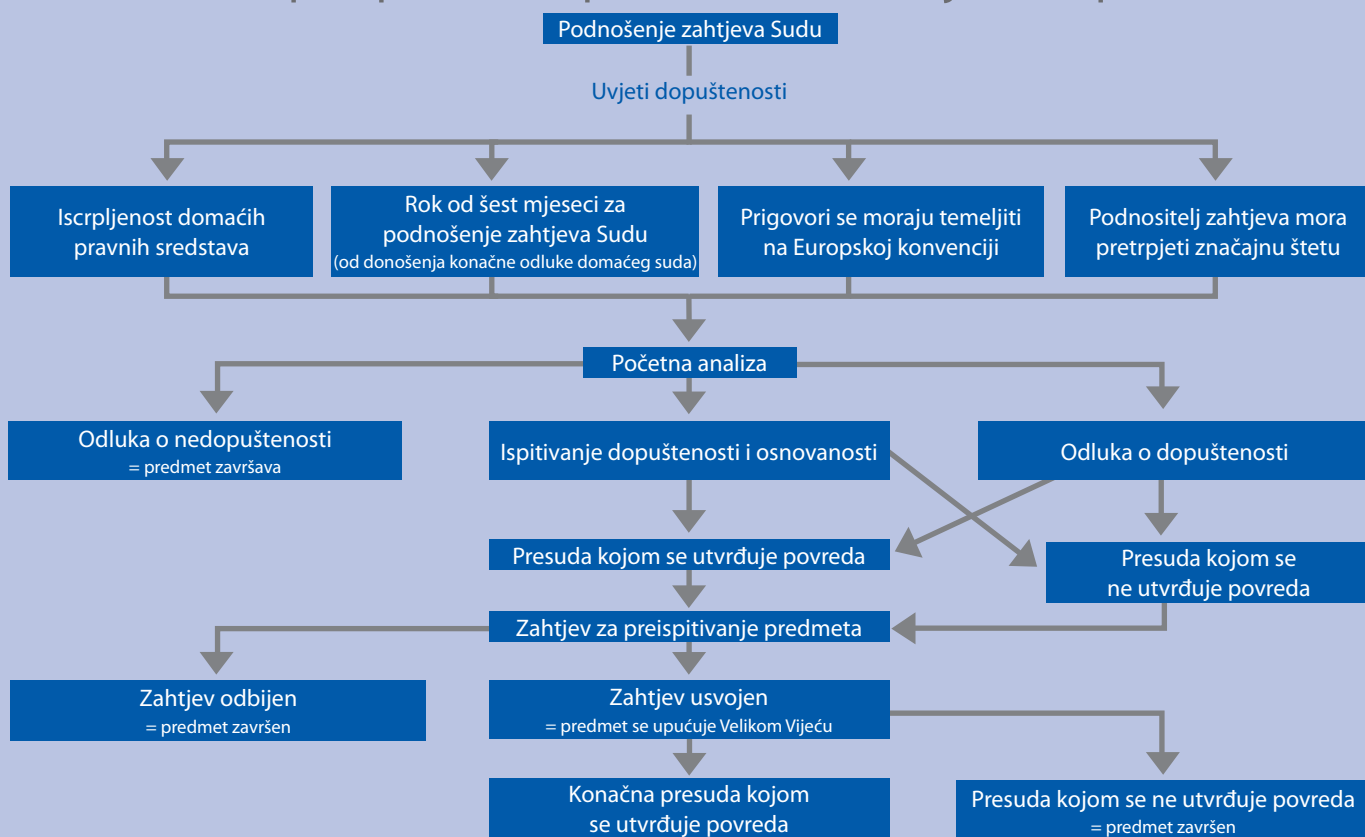 Podnošenje zahtjeva Sudu
Uvjeti dopuštenosti
Iscrpljenost domaćih
pravnih sredstava
Rok od šest mjeseci za
podnošenje zahtjeva Sudu
(od donošenja konačne odluke domaćeg suda)
Prigovori se moraju temeljiti
na Europskoj konvenciji
Podnositelj zahtjeva mora
pretrpjeti značajnu štetu
Početna analiza
Odluka o nedopuštenosti
= predmet završava
Ispitivanje dopuštenosti i osnovanosti
Odluka o dopuštenosti
Presuda kojom se utvrđuje povreda
Presuda kojom se
ne utvrđuje povreda
Zahtjev za preispitivanje predmeta
Zahtjev odbijen
= predmet završen
Zahtjev usvojen
= predmet se upućuje Velikom Vijeću
Konačna presuda kojom
se utvrđuje povreda
Presuda kojom se ne utvrđuje povreda
= predmet završen